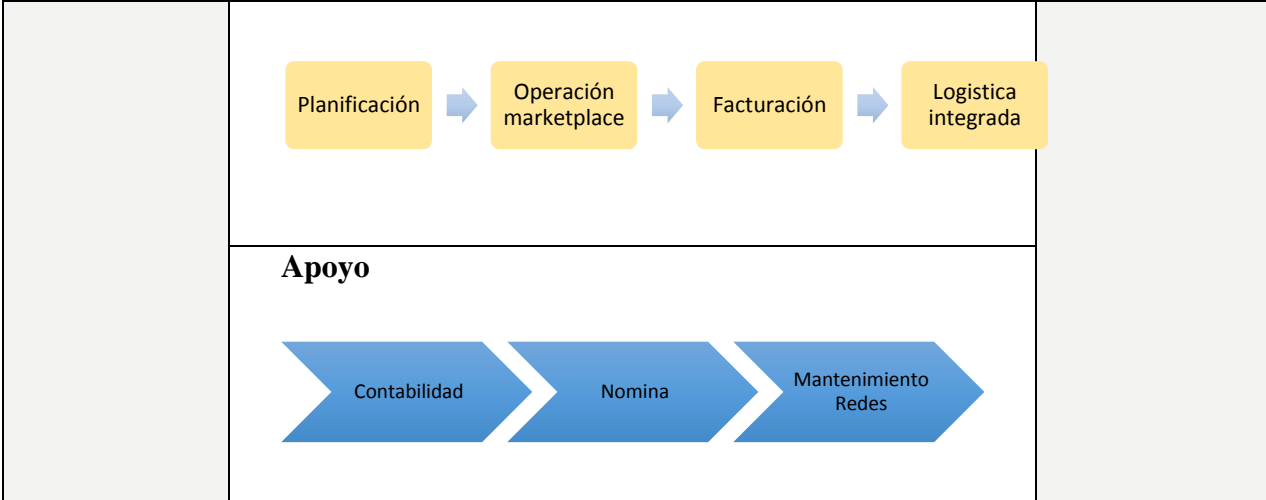 Planificación
Operación
marketplace
Facturación
Logistica
integrada
Apoyo
Contabilidad
Nomina
Mantenimiento
Redes